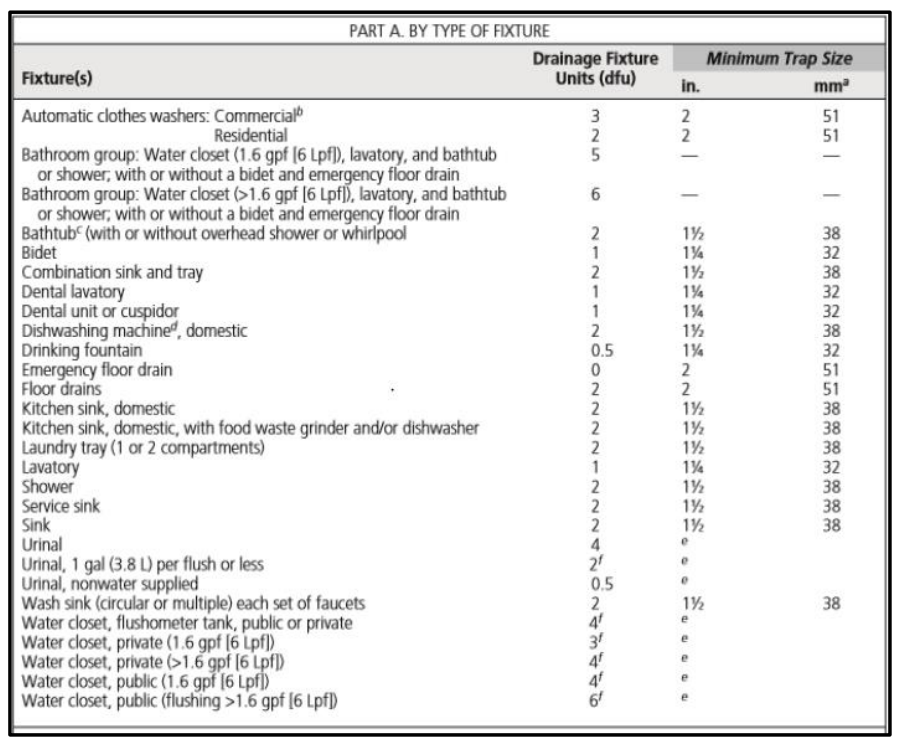 PART A. BY TYPE OF FIXTURE
Fixture(s) Drainage Fixture Units (dfu) Minimum Trap Size
in. mmᵃ
Automatic clothes washers: Commercialᵇ 3 2 51
Residential 2 2 51
Bathroom group: Water closet (1.6 gpf [6 Lpf]), lavatory, and bathtub 5 — —
or shower; with or without a bidet and emergency floor drain
Bathroom group: Water closet (>1.6 gpf [6 Lpf]), lavatory, and bathtub 6 — —
or shower; with or without a bidet and emergency floor drain
Bathtubᶜ (with or without overhead shower or whirlpool 2 1½ 38
Bidet 1 1¼ 32
Combination sink and tray 2 1½ 38
Dental lavatory 1 1¼ 32
Dental unit or cuspidor 1 1¼ 32
Dishwashing machineᵈ, domestic 2 1½ 38
Drinking fountain 0.5 1¼ 32
Emergency floor drain 0 2 51
Floor drains 2 2 51
Kitchen sink, domestic 2 1½ 38
Kitchen sink, domestic, with food waste grinder and/or dishwasher 2 1½ 38
Laundry tray (1 or 2 compartments) 2 1½ 38
Lavatory 1 1¼ 32
Shower 2 1½ 38
Service sink 2 1½ 38
Sink 2 1½ 38
Urinal 4 e
Urinal, 1 gal (3.8 L) per flush or less 2ᶠ e
Urinal, nonwater supplied 0.5 e
Wash sink (circular or multiple) each set of faucets 2 1½ 38
Water closet, flushometer tank, public or private 4ᶠ e
Water closet, private (1.6 gpf [6 Lpf]) 3ᶠ e
Water closet, private (>1.6 gpf [6 Lpf]) 4ᶠ e
Water closet, public (1.6 gpf [6 Lpf]) 4ᶠ e
Water closet, public (flushing >1.6 gpf [6 Lpf]) 6ᶠ e